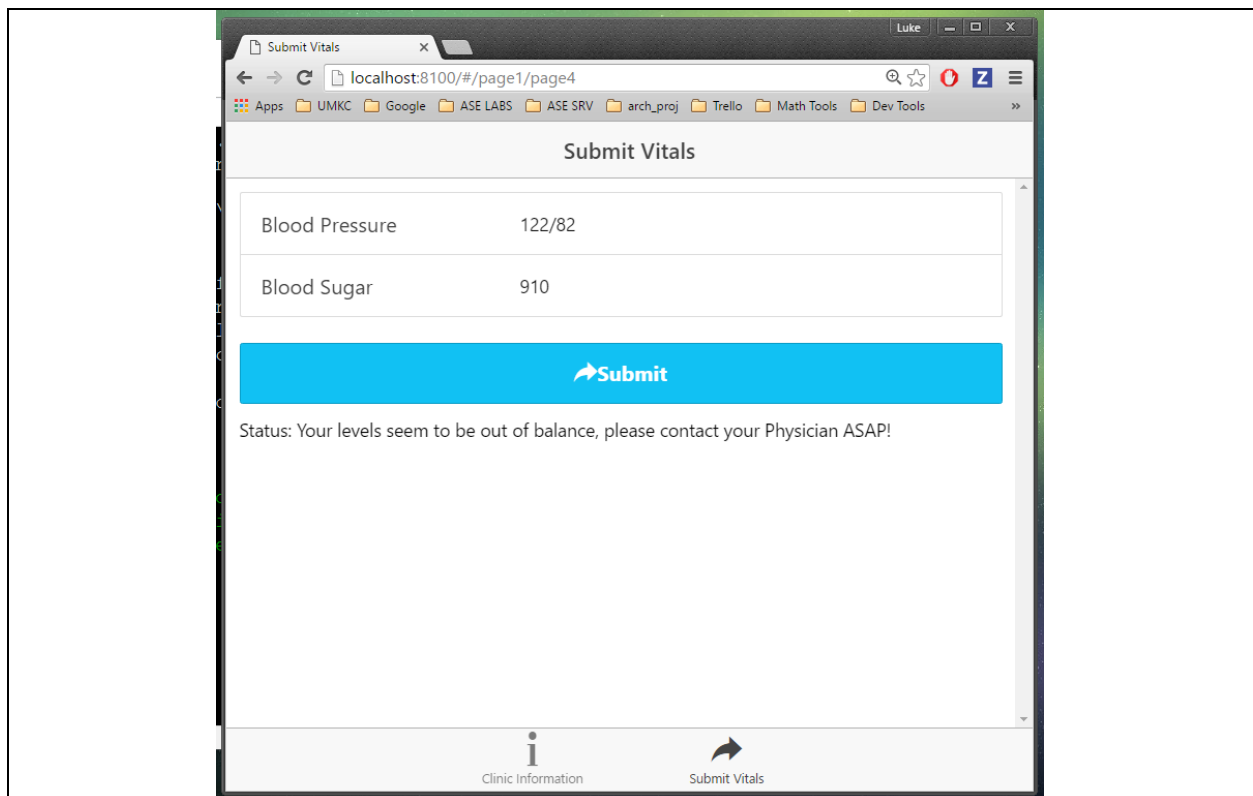 Luke
Submit Vitals
localhost:8100/#/page1/page4
Z
Apps UMKC Google ASE LABS ASE SRV arch_proj Trello Math Tools Dev Tools »
Submit Vitals
Blood Pressure 122/82
Blood Sugar 910
Submit
Status: Your levels seem to be out of balance, please contact your Physician ASAP!
Clinic Information Submit Vitals